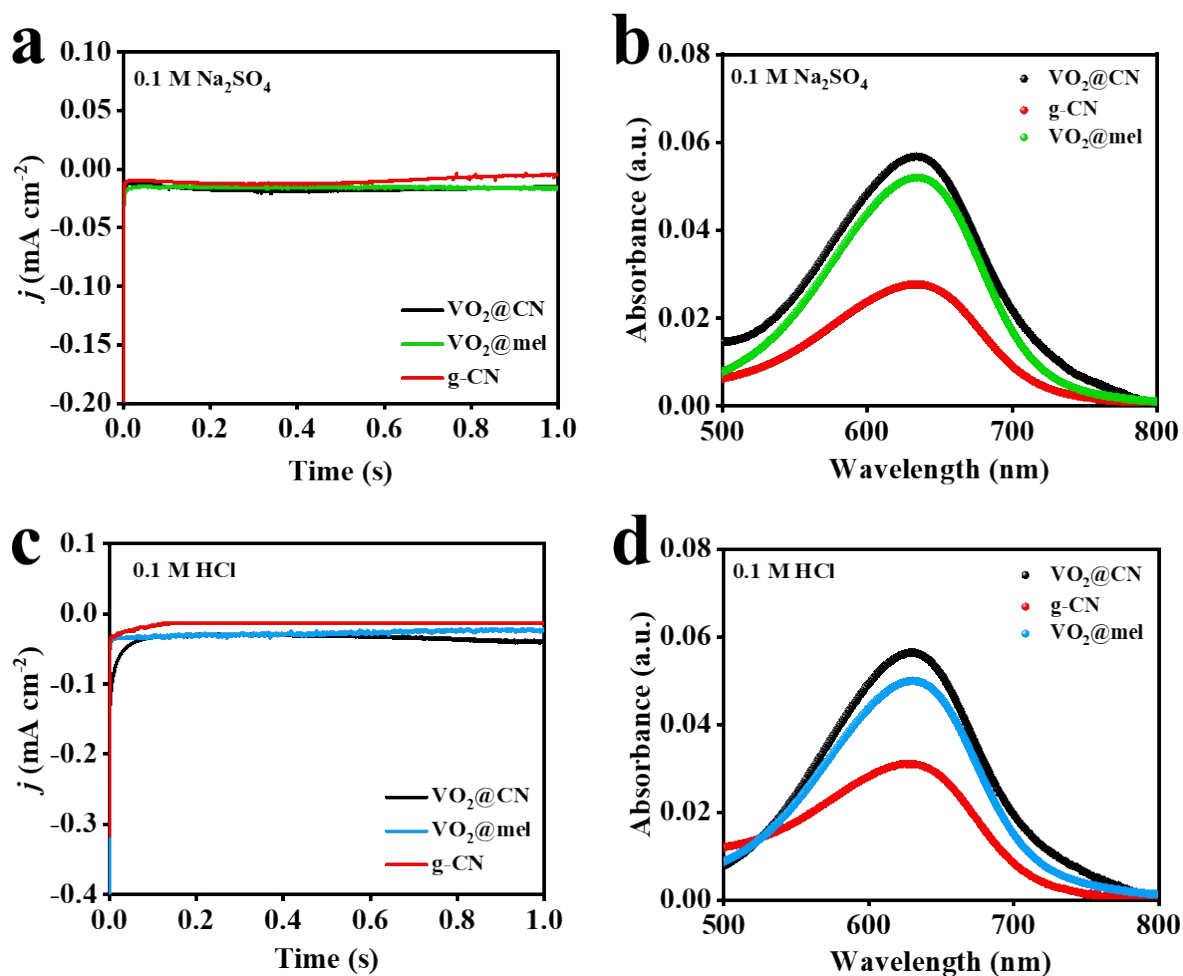 a
0.10
0.05
0.00
-0.05
-0.10
-0.15
-0.20
j (mA cm⁻²)
0.1 M Na₂SO₄
VO₂@CN
VO₂@mel
g-CN
0.0 0.2 0.4 0.6 0.8 1.0
Time (s)
b
0.08
0.06
0.04
0.02
0.00
Absorbance (a.u.)
0.1 M Na₂SO₄
VO₂@CN
g-CN
VO₂@mel
500 600 700 800
Wavelength (nm)
c
0.1
0.0
-0.1
-0.2
-0.3
-0.4
j (mA cm⁻²)
0.1 M HCl
VO₂@CN
VO₂@mel
g-CN
0.0 0.2 0.4 0.6 0.8 1.0
Time (s)
d
0.08
0.06
0.04
0.02
0.00
Absorbance (a.u.)
0.1 M HCl
VO₂@CN
g-CN
VO₂@mel
500 600 700 800
Wavelength (nm)